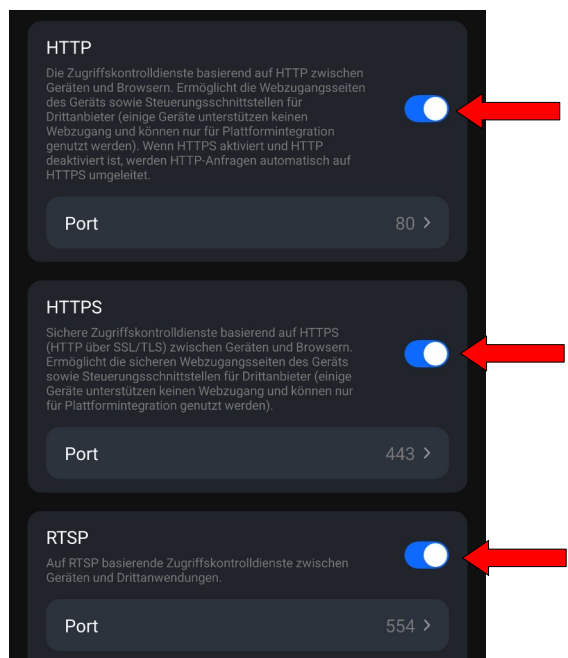 HTTP
Die Zugriffskontrolldienste basierend auf HTTP zwischen
Geräten und Browsern. Ermöglicht die Webzugangsseiten
des Geräts sowie Steuerungsschnittstellen für
Drittanbieter (einige Geräte unterstützen keinen
Webzugang und können nur für Plattformintegration
genutzt werden). Wenn HTTPS aktiviert und HTTP
deaktiviert ist, werden HTTP-Anfragen automatisch auf
HTTPS umgeleitet.
Port 80 >
HTTPS
Sichere Zugriffskontrolldienste basierend auf HTTPS
(HTTP über SSL/TLS) zwischen Geräten und Browsern.
Ermöglicht die sicheren Webzugangsseiten des Geräts
sowie Steuerungsschnittstellen für Drittanbieter (einige
Geräte unterstützen keinen Webzugang und können nur
für Plattformintegration genutzt werden).
Port 443 >
RTSP
Auf RTSP basierende Zugriffskontrolldienste zwischen
Geräten und Drittanwendungen.
Port 554 >